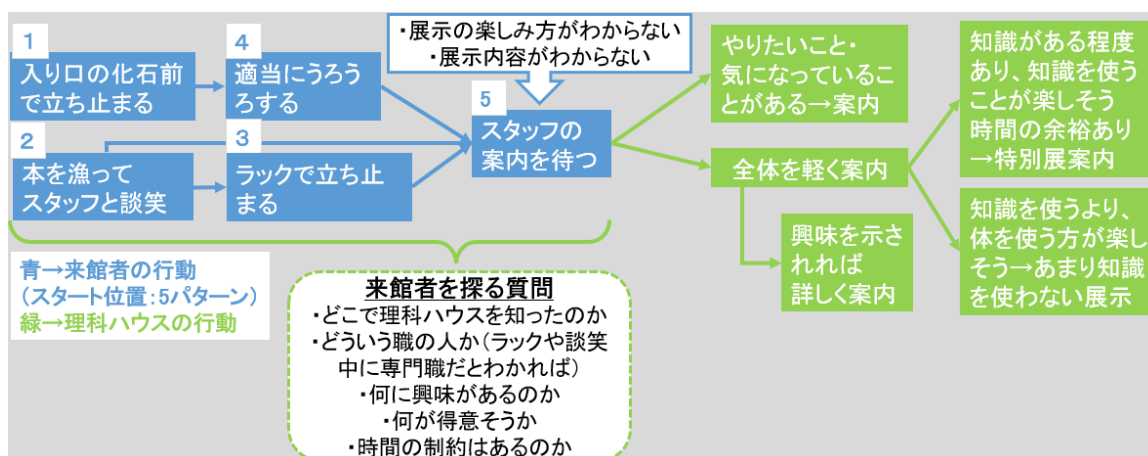 1
入り口の化石前
で立ち止まる
2
本を漁って
スタッフと談笑
4
適当にうろう
ろする
3
ラックで立ち止
まる
・展示の楽しみ方がわからない
・展示内容がわからない
5
スタッフの
案内を待つ
やりたいこと・
気になっているこ
とがある→案内
全体を軽く案内
興味を示さ
れれば
詳しく案内
知識がある程度
あり、知識を使う
ことが楽しそう
時間の余裕あり
→特別展案内
知識を使うより、
体を使う方が楽し
そう→あまり知識
を使わない展示
青→来館者の行動
(スタート位置:5パターン)
緑→理科ハウスの行動
来館者を探る質問
・どこで理科ハウスを知ったのか
・どういう職の人か(ラックや談笑
中に専門職だとわかれば)
・何に興味があるのか
・何が得意そうか
・時間の制約はあるのか